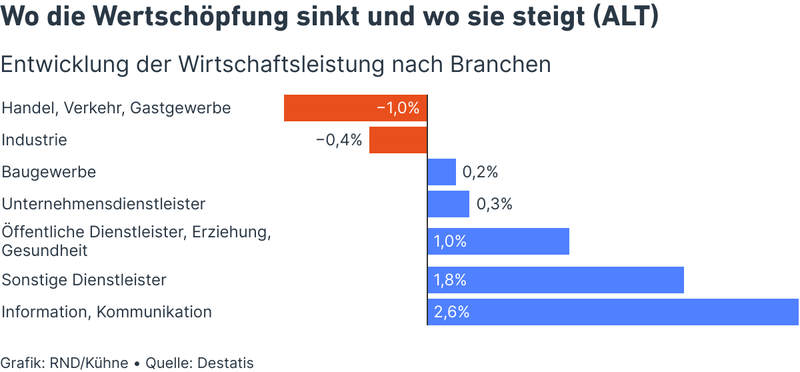 Wo die Wertschöpfung sinkt und wo sie steigt (ALT)
Entwicklung der Wirtschaftsleistung nach Branchen
Handel, Verkehr, Gastgewerbe −1,0%
Industrie −0,4%
Baugewerbe 0,2%
Unternehmensdienstleister 0,3%
Öffentliche Dienstleister, Erziehung,
Gesundheit 1,0%
Sonstige Dienstleister 1,8%
Information, Kommunikation 2,6%
Grafik: RND/Kühne • Quelle: Destatis